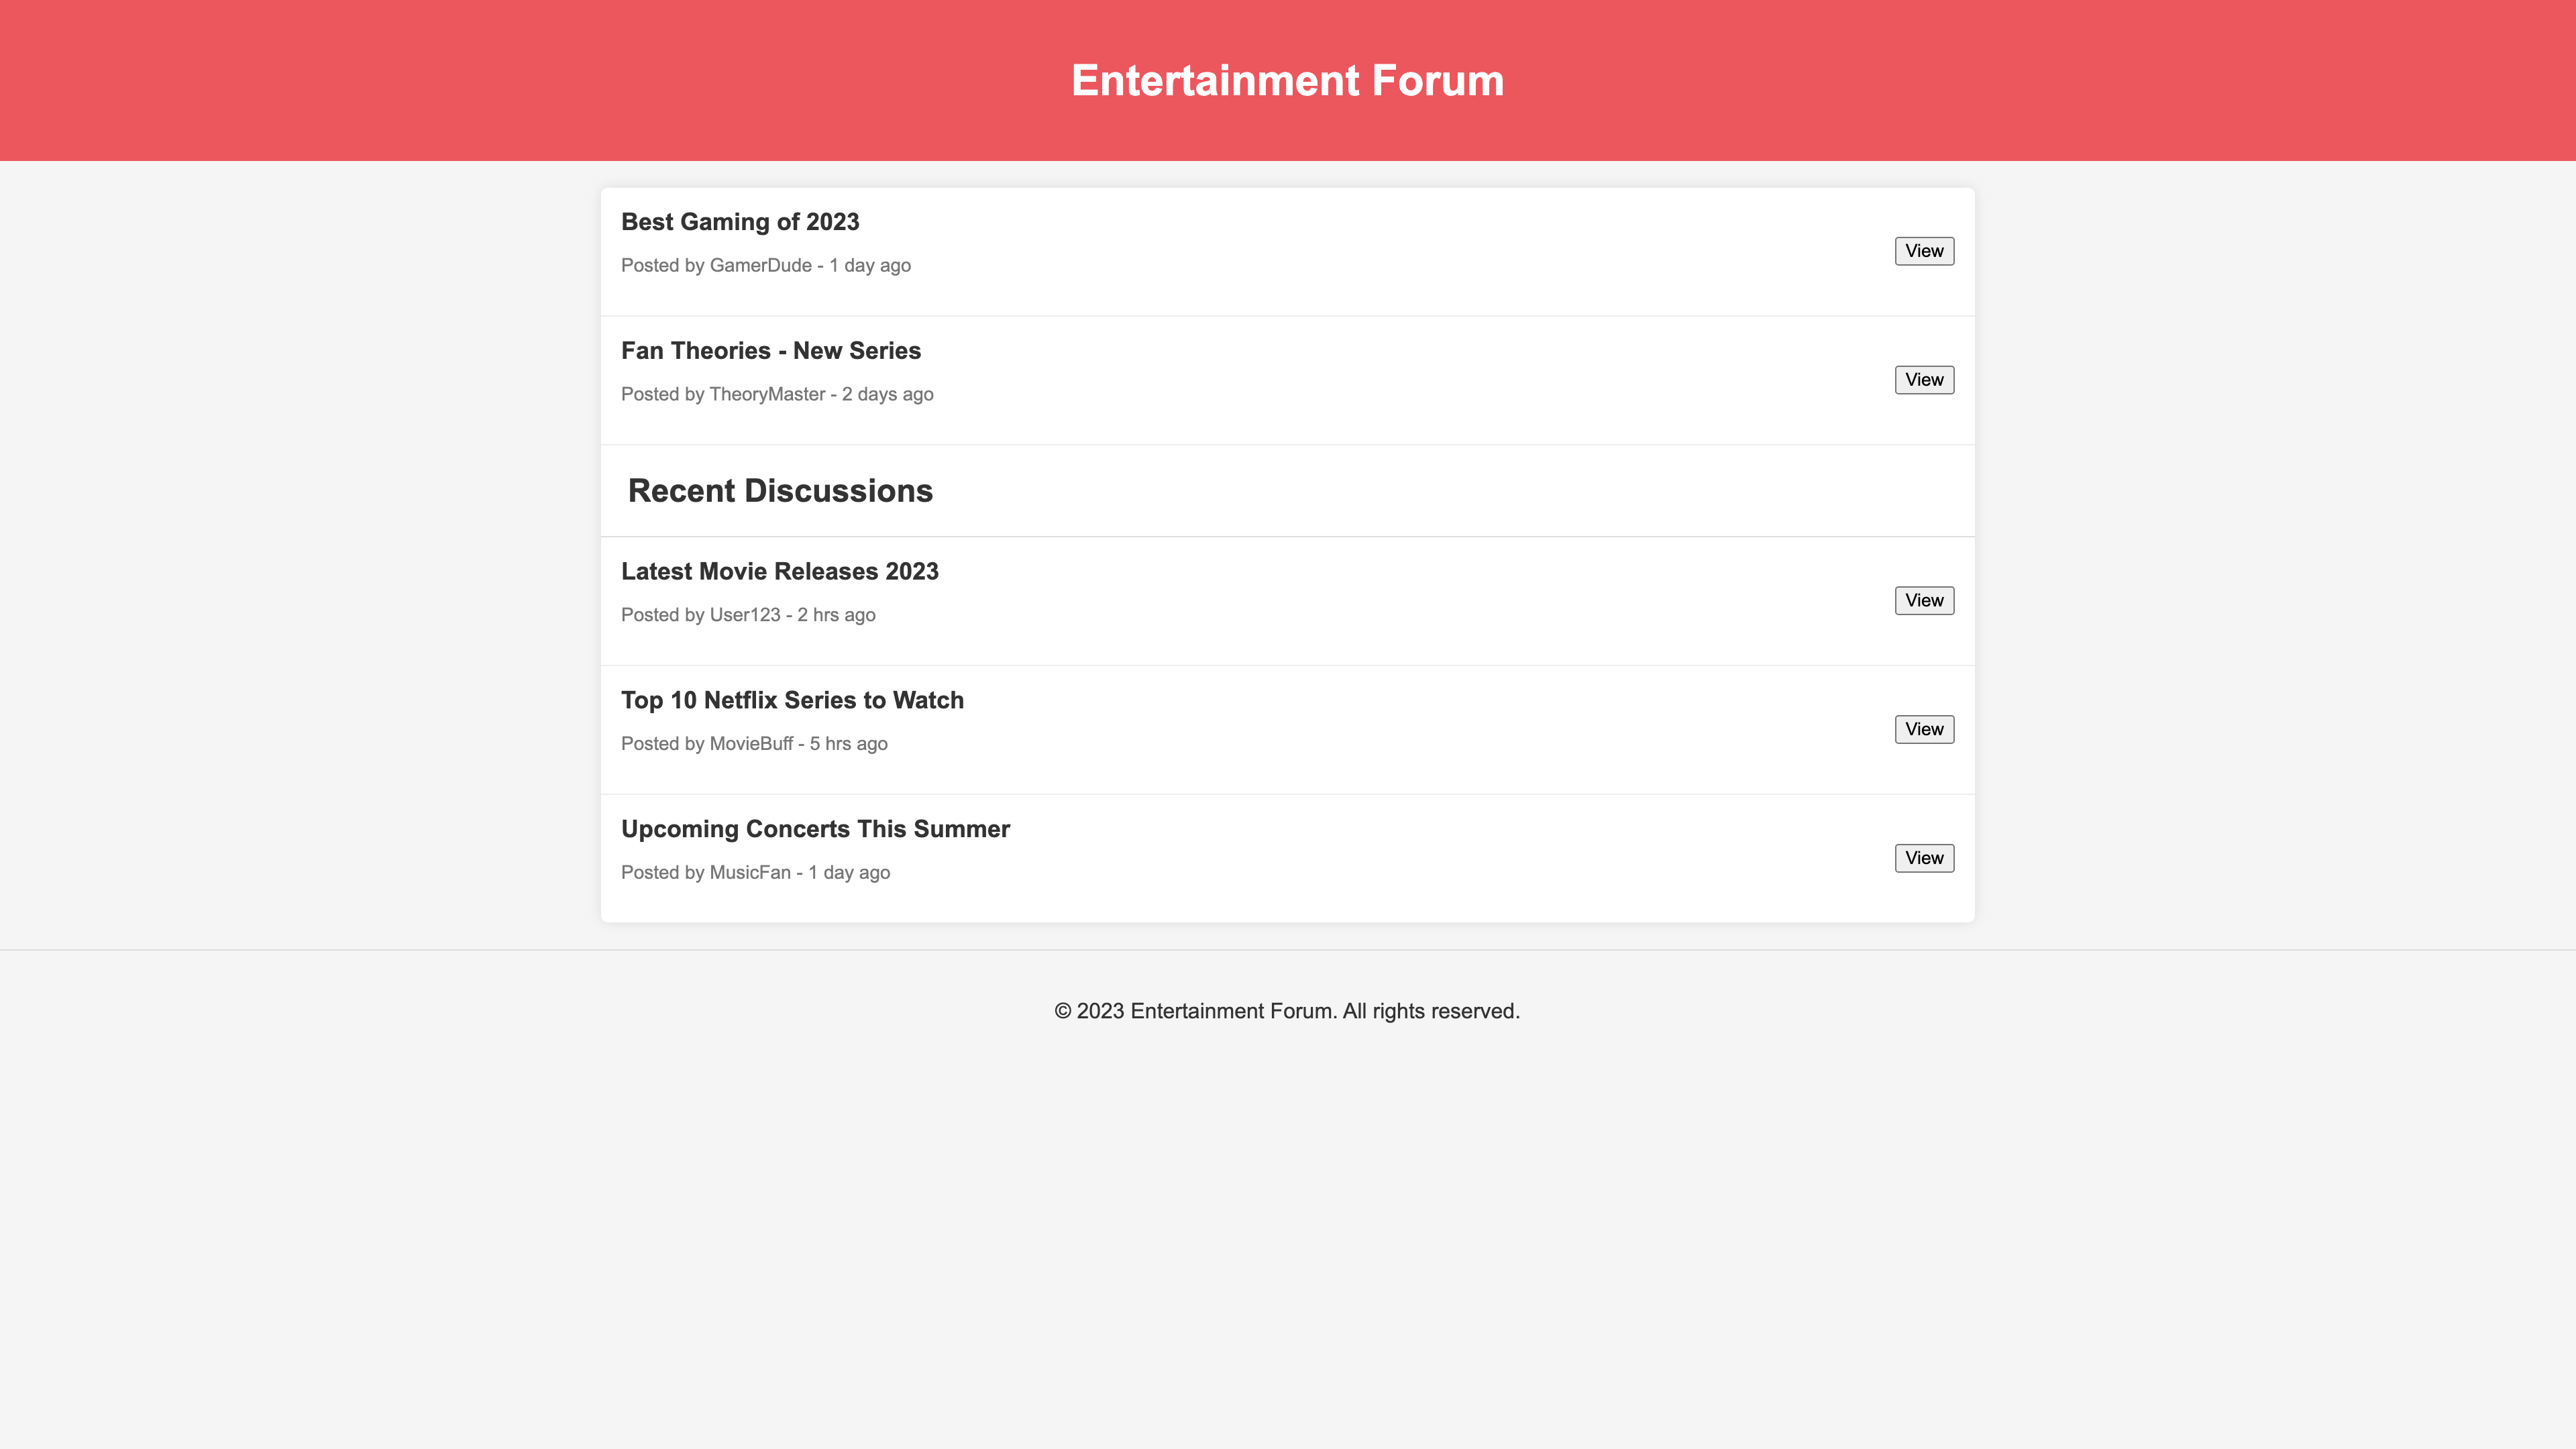 Entertainment Forum
Best Gaming of 2023
Posted by GamerDude - 1 day ago
View
Fan Theories - New Series
Posted by TheoryMaster - 2 days ago
View
Recent Discussions
Latest Movie Releases 2023
Posted by User123 - 2 hrs ago
View
Top 10 Netflix Series to Watch
Posted by MovieBuff - 5 hrs ago
View
Upcoming Concerts This Summer
Posted by MusicFan - 1 day ago
View
© 2023 Entertainment Forum. All rights reserved.